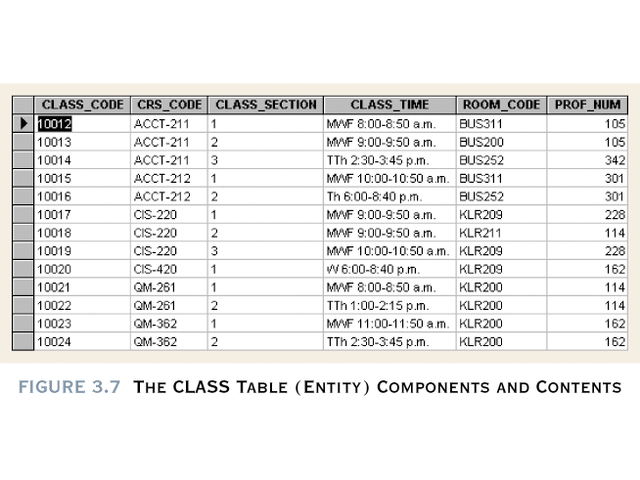 CLASS_CODE CRS_CODE CLASS_SECTION CLASS_TIME ROOM_CODE PROF_NUM
10012 ACCT-211 1 MWF 8:00-8:50 a.m. BUS311 105
10013 ACCT-211 2 MWF 9:00-9:50 a.m. BUS200 105
10014 ACCT-211 3 TTh 2:30-3:45 p.m. BUS252 342
10015 ACCT-212 1 MWF 10:00-10:50 a.m. BUS311 301
10016 ACCT-212 2 Th 6:00-8:40 p.m. BUS252 301
10017 CIS-220 1 MWF 9:00-9:50 a.m. KLR209 228
10018 CIS-220 2 MWF 9:00-9:50 a.m. KLR211 114
10019 CIS-220 3 MWF 10:00-10:50 a.m. KLR209 228
10020 CIS-420 1 W 6:00-8:40 p.m. KLR209 162
10021 QM-261 1 MWF 8:00-8:50 a.m. KLR200 114
10022 QM-261 2 TTh 1:00-2:15 p.m. KLR200 114
10023 QM-362 1 MWF 11:00-11:50 a.m. KLR200 162
10024 QM-362 2 TTh 2:30-3:45 p.m. KLR200 162
FIGURE 3.7 THE CLASS TABLE (ENTITY) COMPONENTS AND CONTENTS